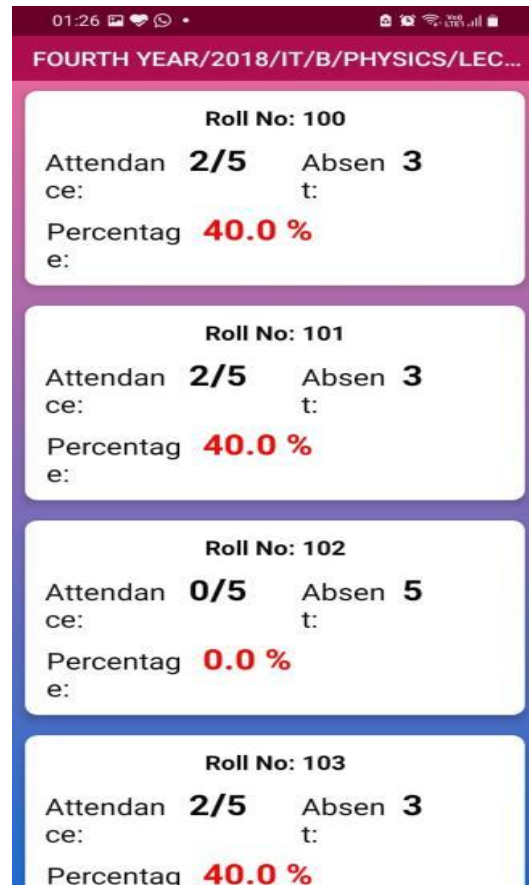 01:26
FOURTH YEAR/2018/IT/B/PHYSICS/LEC...
Roll No: 100
Attendan 2/5 Absen 3
ce: t:
Percentag 40.0 %
e:
Roll No: 101
Attendan 2/5 Absen 3
ce: t:
Percentag 40.0 %
e:
Roll No: 102
Attendan 0/5 Absen 5
ce: t:
Percentag 0.0 %
e:
Roll No: 103
Attendan 2/5 Absen 3
ce: t:
Percentag 40.0 %